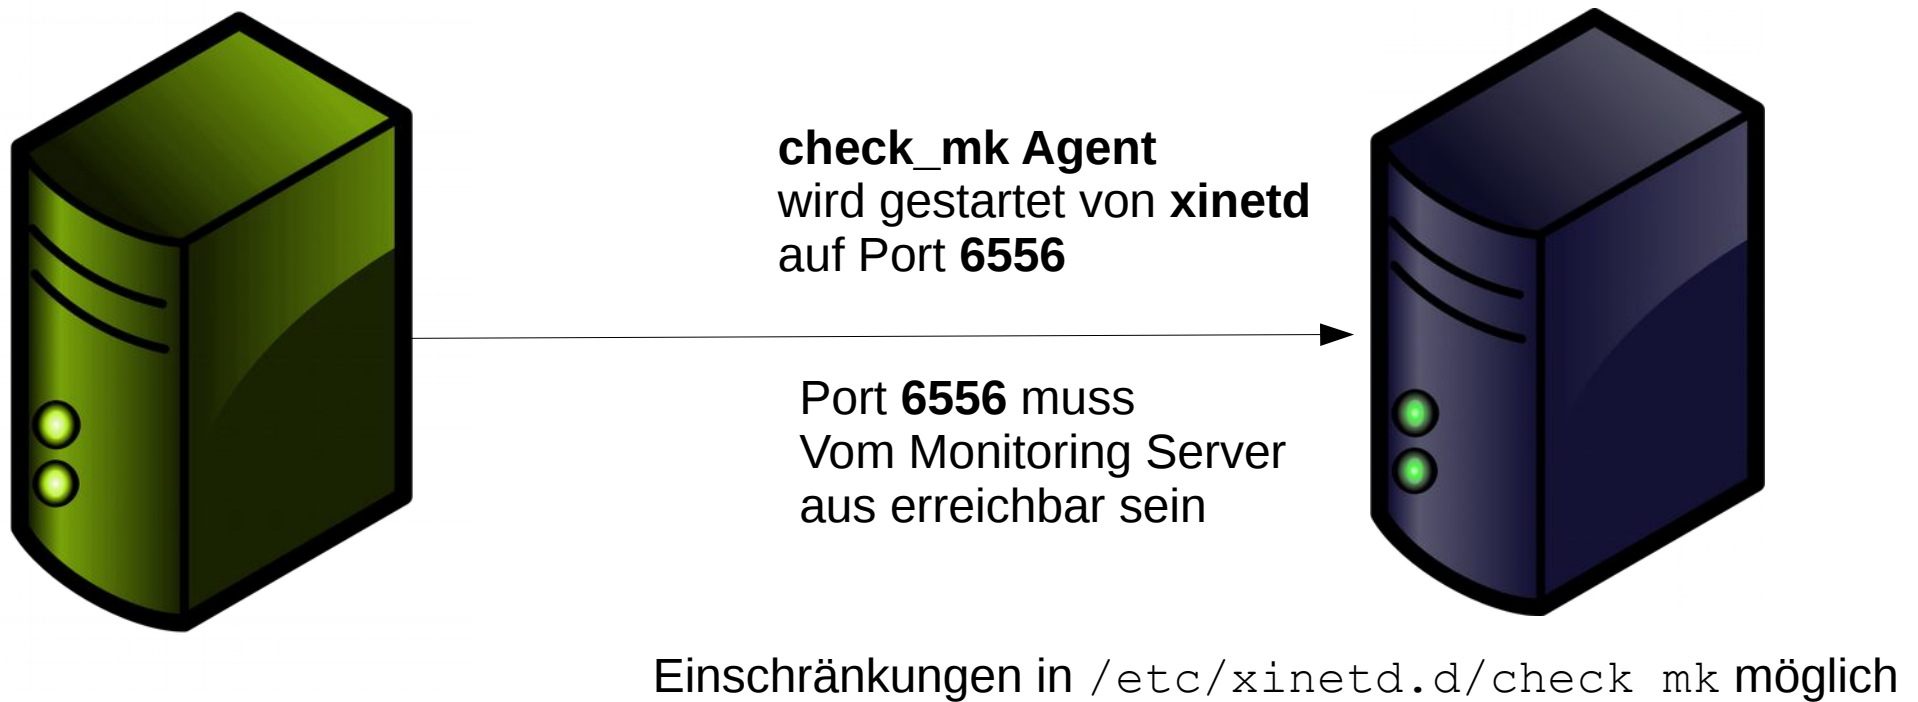 check_mk Agent
wird gestartet von xinetd
auf Port 6556
Port 6556 muss
Vom Monitoring Server
aus erreichbar sein
Einschränkungen in /etc/xinetd.d/check mk möglich